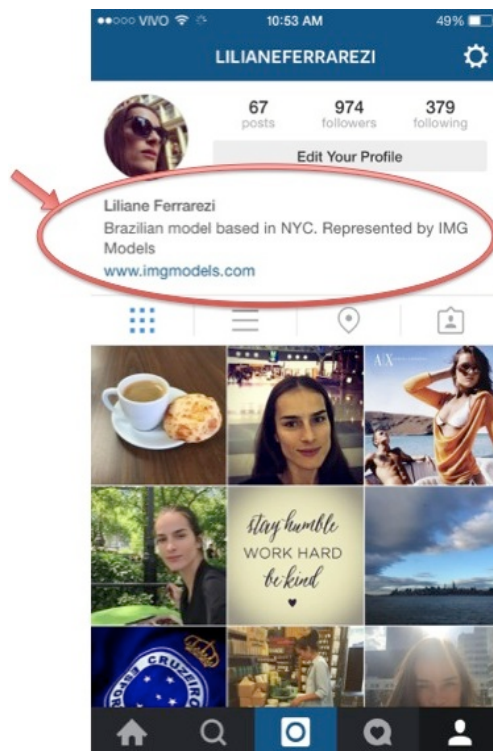 ●●○○○ VIVO 10:53 AM 49%
LILIANEFERRAREZI
67 974 379
posts followers following
Edit Your Profile
Liliane Ferrarezi
Brazilian model based in NYC. Represented by IMG
Models
www.imgmodels.com
A|X
stay humble
WORK HARD
be kind
CRUZEIRO